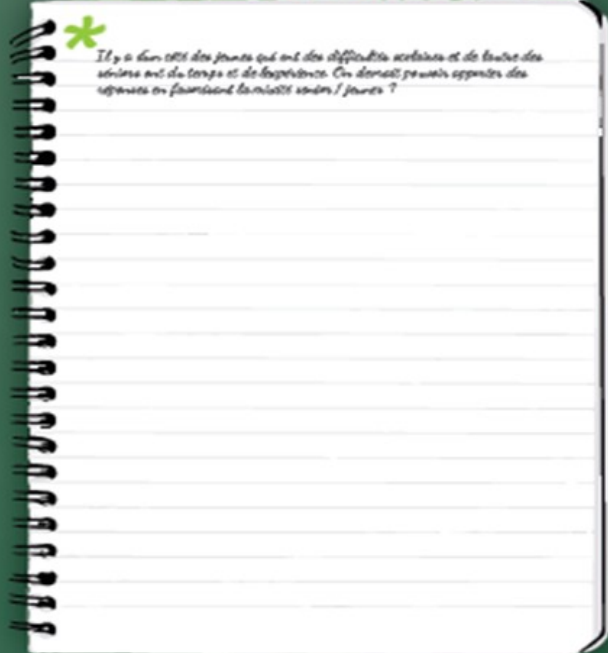 Il y a d'un côté des jeunes qui ont des difficultés scolaires et de l'autre des
séniors ont du temps et de l'expérience. On devrait pouvoir apporter des
réponses en favorisant la mixité senior / jeunes ?